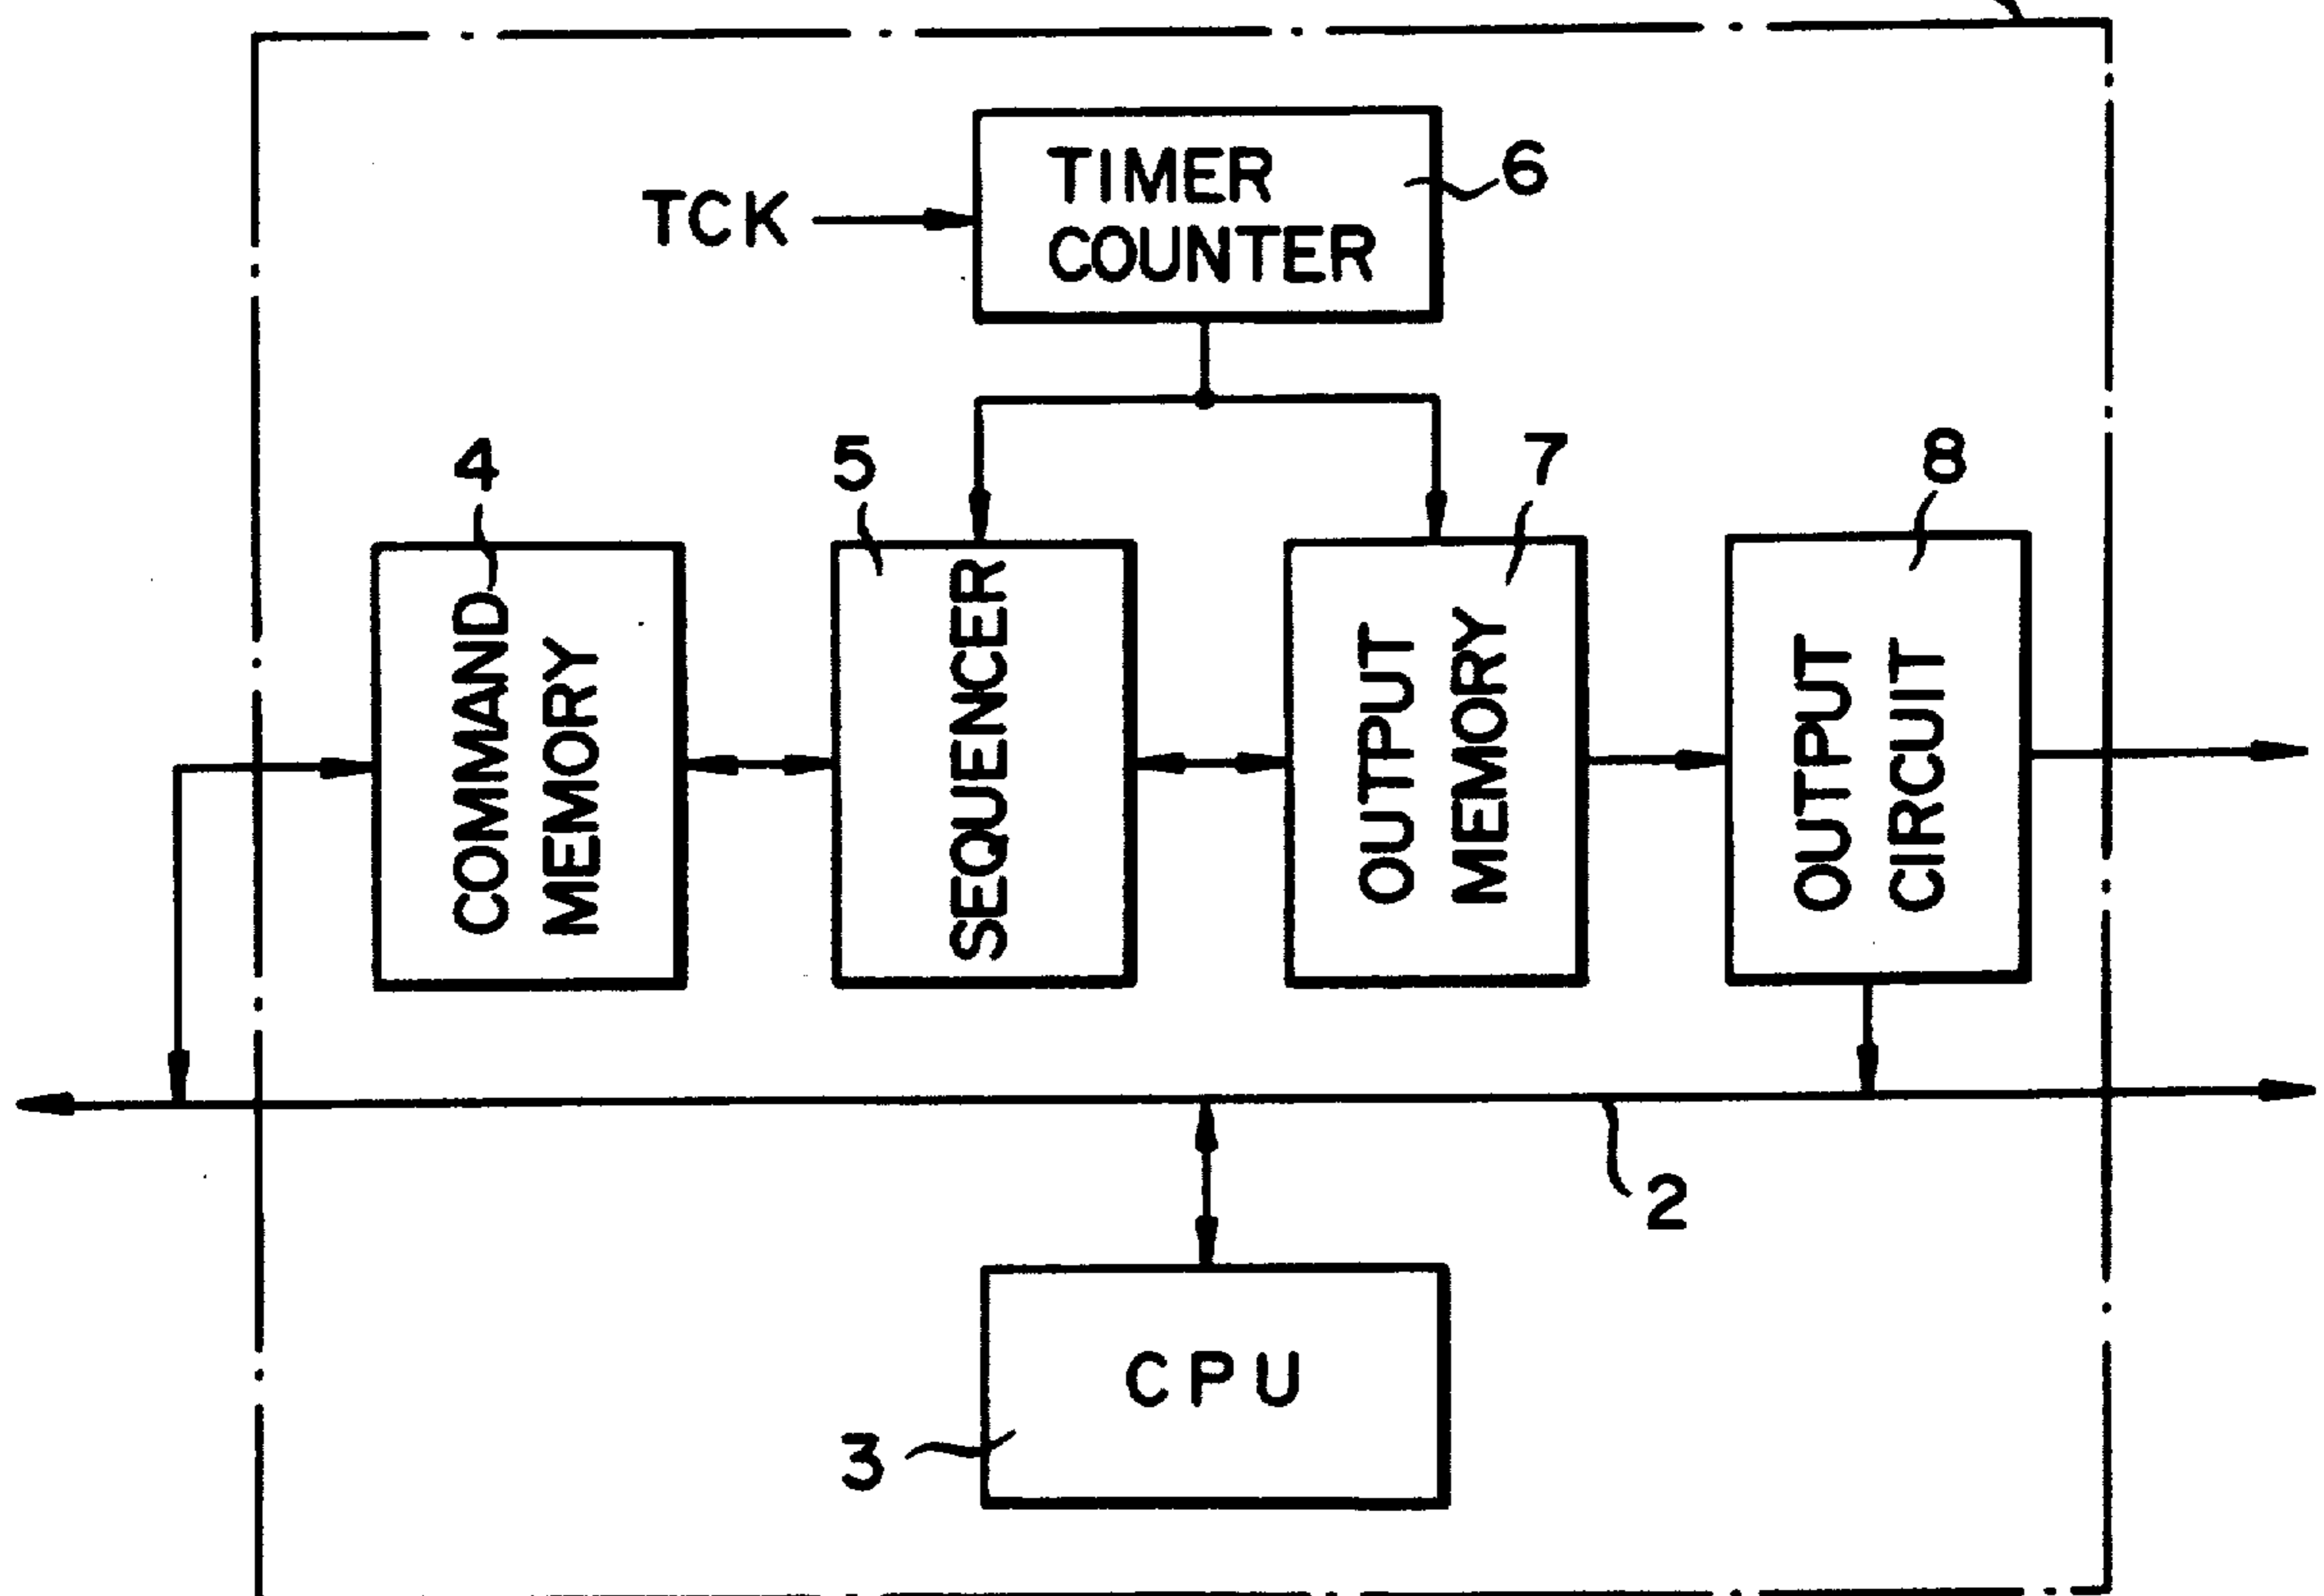 TCK
TIMER
COUNTER
6
4
5
7
8
COMMAND
MEMORY
SEQUENCER
OUTPUT
MEMORY
OUTPUT
CIRCUIT
2
CPU
3